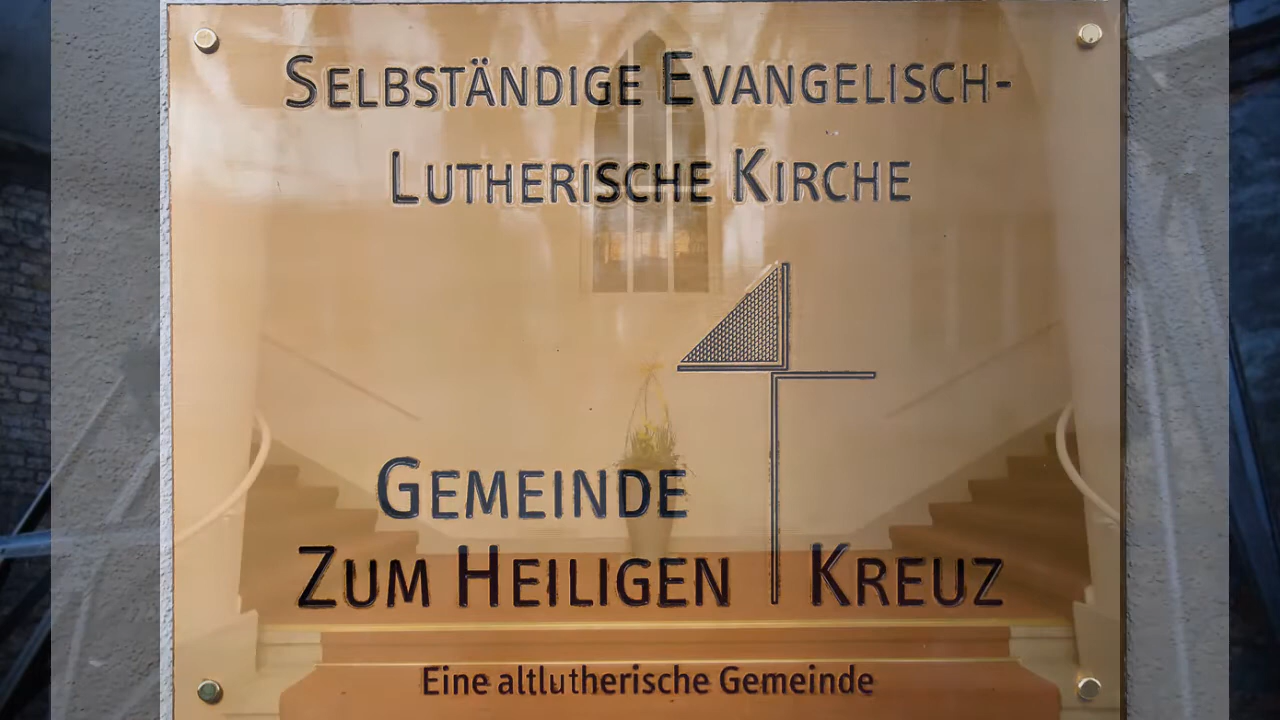 Selbständige Evangelisch-
Lutherische Kirche
Gemeinde
Zum Heiligen Kreuz
Eine altlutherische Gemeinde